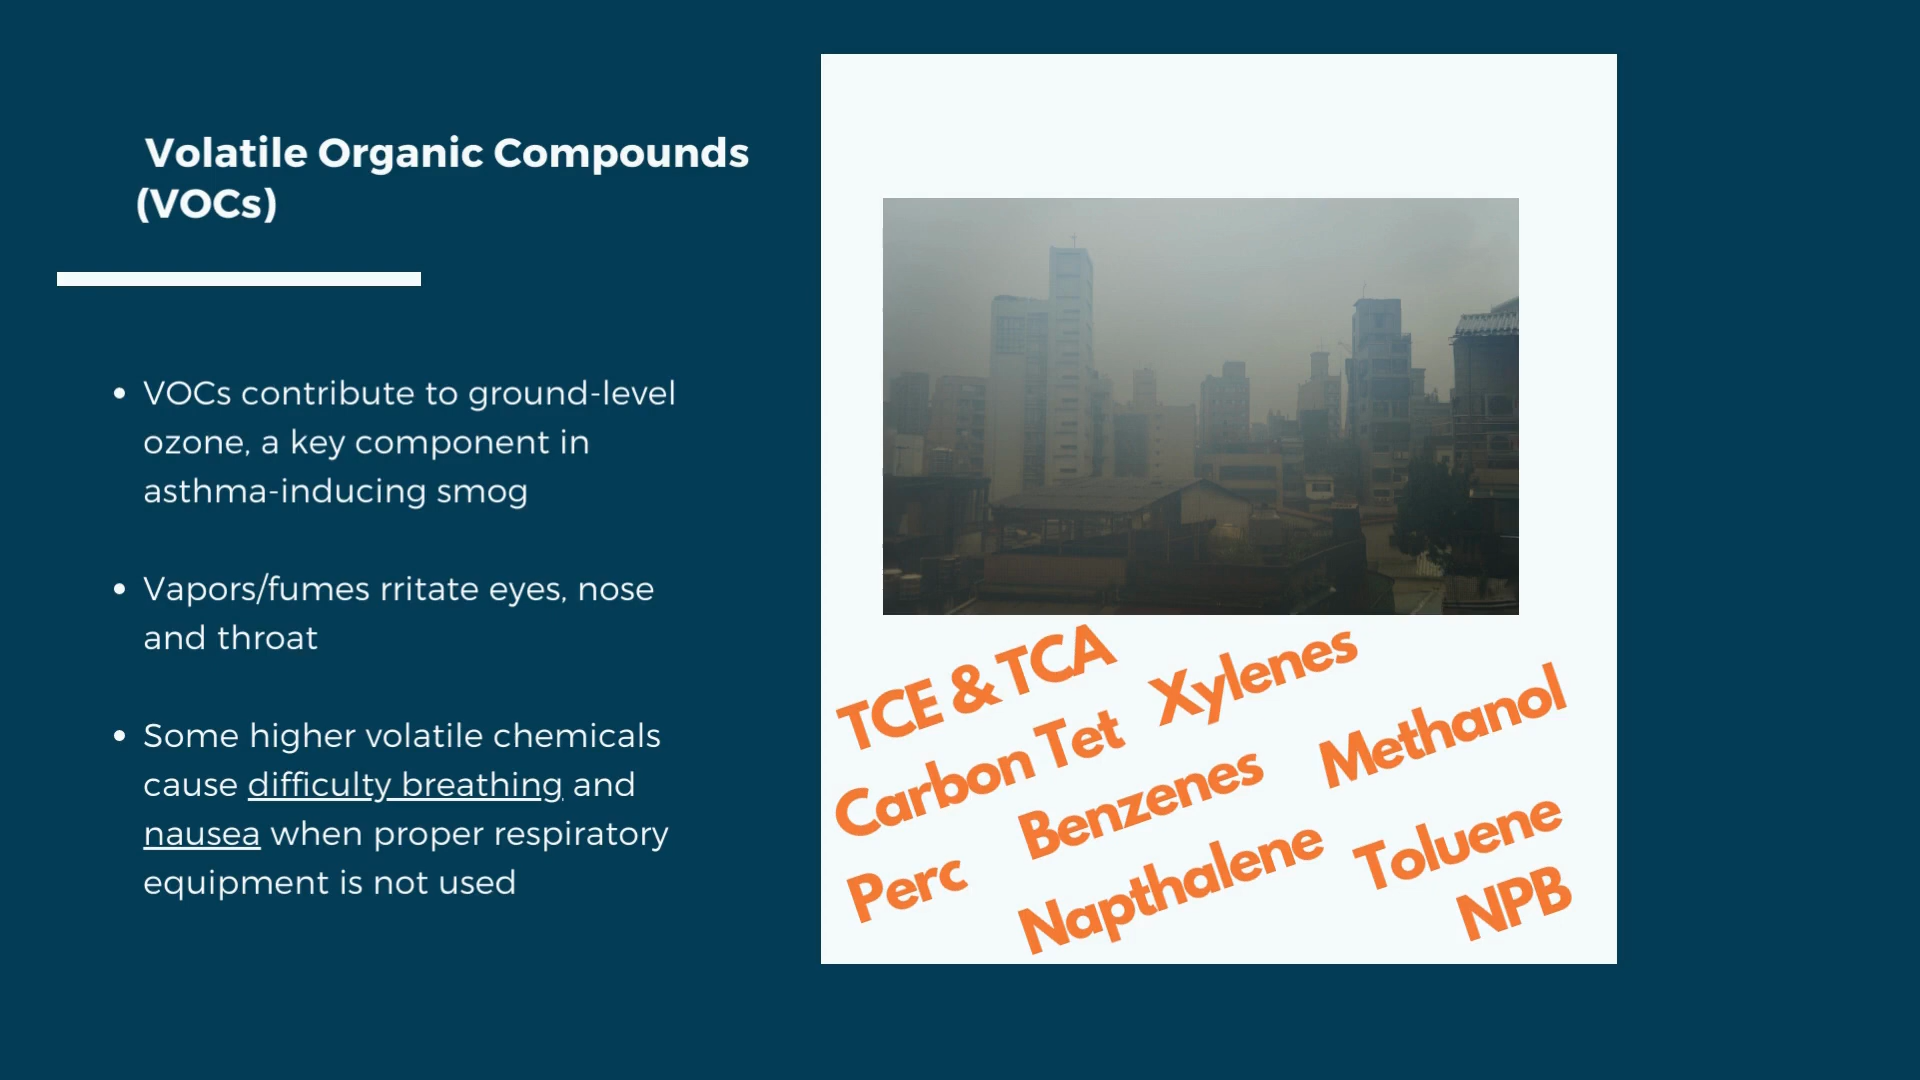 Volatile Organic Compounds
(VOCs)
• VOCs contribute to ground-level
ozone, a key component in
asthma-inducing smog
• Vapors/fumes rritate eyes, nose
and throat
• Some higher volatile chemicals
cause difficulty breathing and
nausea when proper respiratory
equipment is not used
TCE & TCA
Xylenes
Carbon Tet
Methanol
Benzenes
Perc
Napthalene
Toluene
NPB